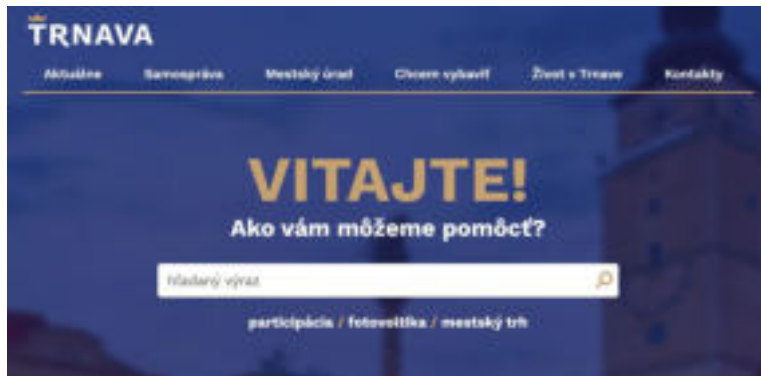 TRNAVA
Aktuálne Samospráva Mestský úrad Chcem vybaviť Život v Trnave Kontakty
VITAJTE!
Ako vám môžeme pomôcť?
hľadaný výraz
participácia / fotovoltika / mestský trh